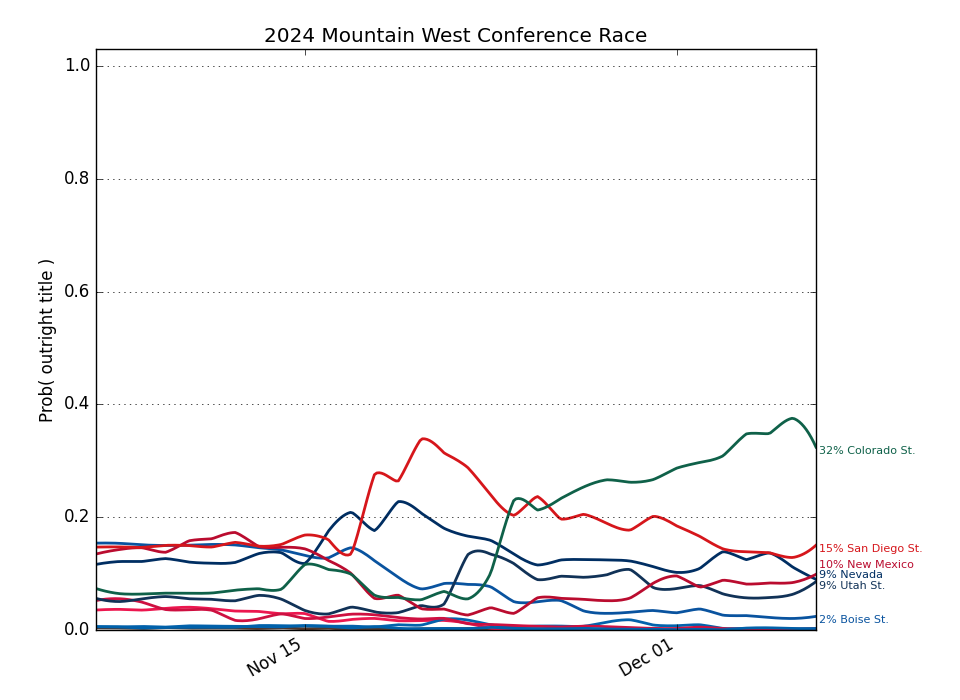 2024 Mountain West Conference Race
1.0
0.8
0.6
0.4
0.2
0.0
Prob( outright title )
Nov 15
Dec 01
32% Colorado St.
15% San Diego St.
10% New Mexico
9% Nevada
9% Utah St.
2% Boise St.